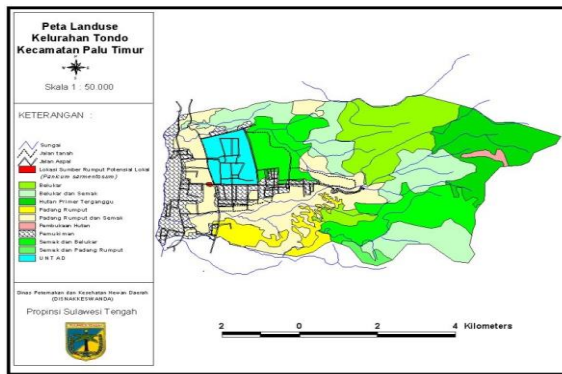 Peta Landuse
Kelurahan Tondo
Kecamatan Palu Timur
Skala 1 : 50.000
KETERANGAN :
Sungai
Jalan tanah
Jalan Aspal
Lokasi Sumber Rumput Potensial Lokal
(Panicum sarmentosum)
Belukar
Belukar dan Semak
Hutan Primer Terganggu
Padang Rumput
Padang Rumput dan Semak
Pembukaan Hutan
Pemukiman
Semak dan Belukar
Semak dan Padang Rumput
UNTAD
Dinas Peternakan dan Kesehatan Hewan Daerah
(DISNAKKESWANDA)
Propinsi Sulawesi Tengah
2 0 2 4 Kilometers